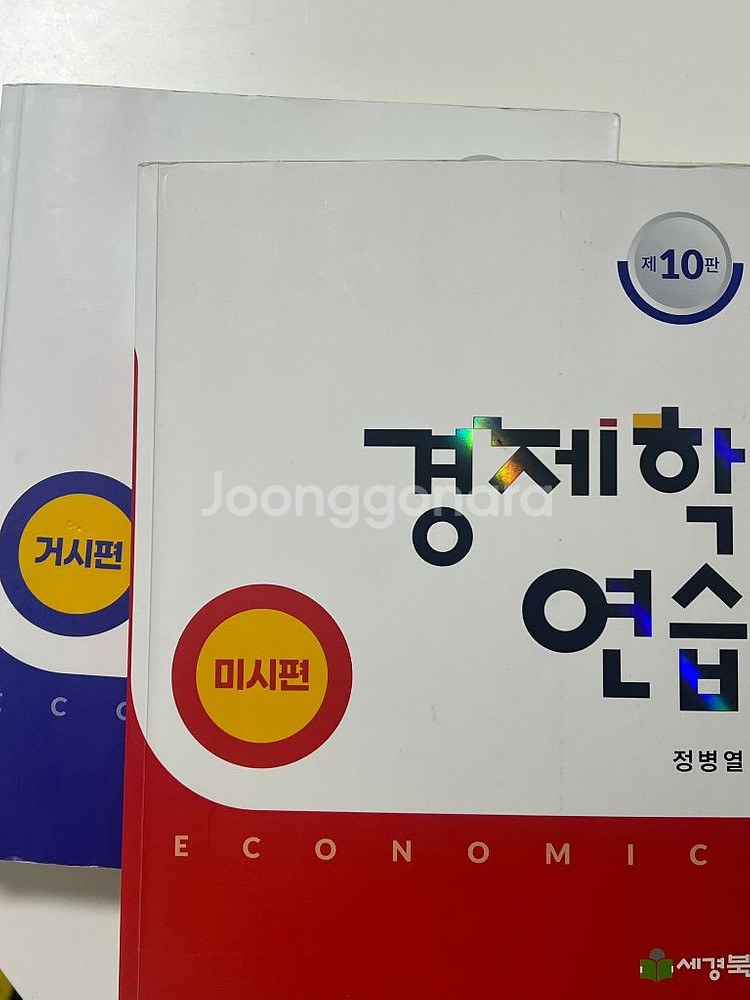 제10판
경제학
연습
Joonggonara
거시편
미시편
정병열
E C
E C O N O M I C
세경북